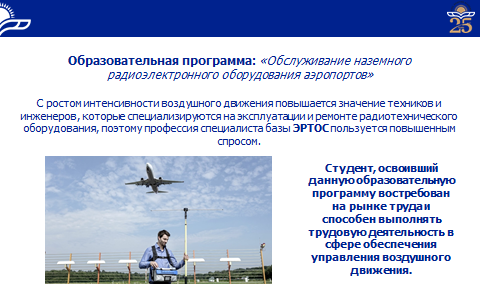 25
Образовательная программа: «Обслуживание наземного
радиоэлектронного оборудования аэропортов»
С ростом интенсивности воздушного движения повышается значение техников и
инженеров, которые специализируются на эксплуатации и ремонте радиотехнического
оборудования, поэтому профессия специалиста базы ЭРТОС пользуется повышенным
спросом.
Студент, освоивший
данную образовательную
программу востребован
на рынке труда и
способен выполнять
трудовую деятельность в
сфере обеспечения
управления воздушного
движения.